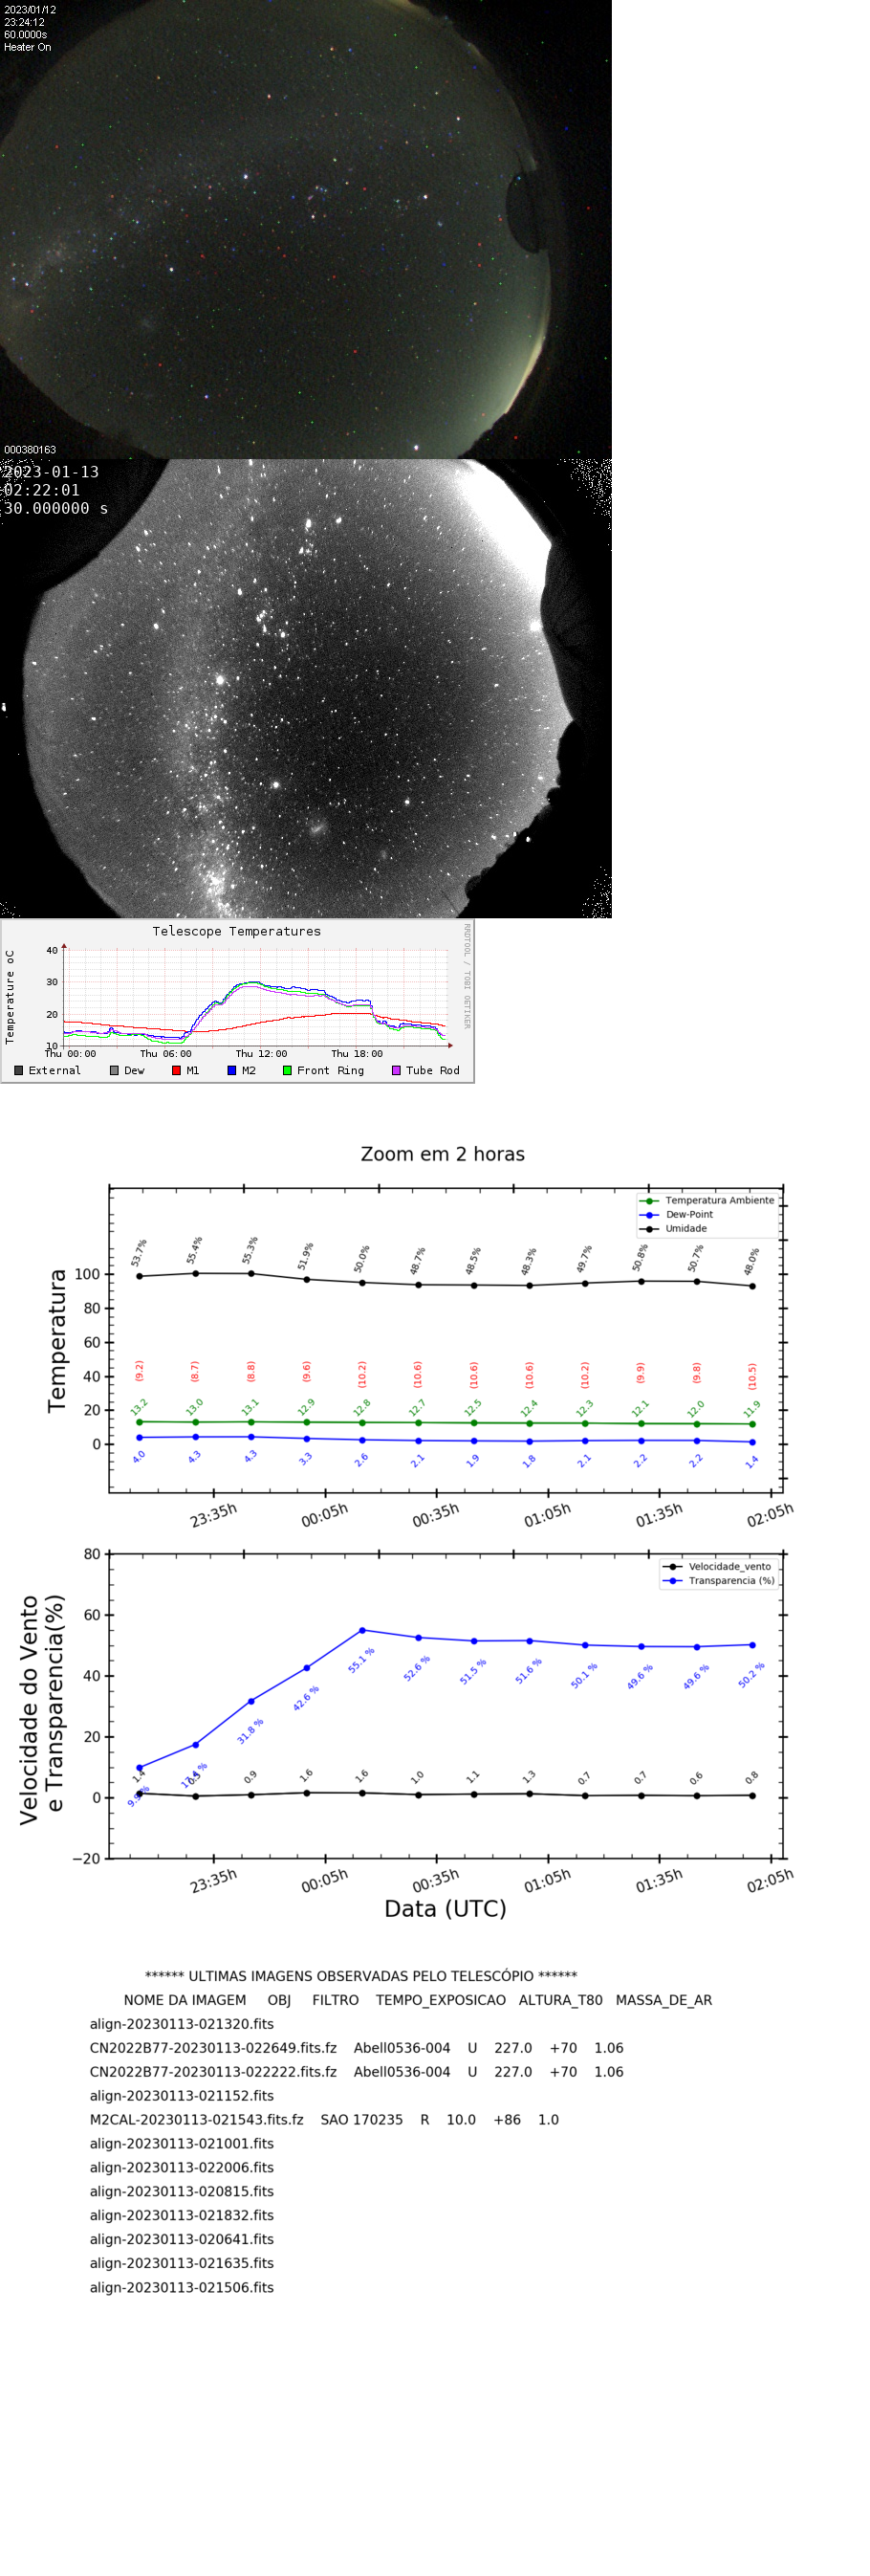 2023/01/12
23:24:12
60.0000s
Heater On
000380163
2023-01-13
02:22:01
30.000000 s
Telescope Temperatures
RRDTOOL / TOBI OETIKER
Temperature oC
40
30
20
10
Thu 00:00 Thu 06:00 Thu 12:00 Thu 18:00
External Dew M1 M2 Front Ring Tube Rod
Zoom em 2 horas
Temperatura Ambiente
Dew-Point
Umidade
Temperatura
100
80
60
40
20
0
53.7% 55.4% 55.3% 51.9% 50.0% 48.7% 48.5% 48.3% 49.7% 50.8% 50.7% 48.0%
(9.2) (8.7) (8.8) (9.6) (10.2) (10.6) (10.6) (10.6) (10.2) (9.9) (9.8) (10.5)
13.2 13.0 13.1 12.9 12.8 12.7 12.5 12.4 12.3 12.1 12.0 11.9
4.0 4.3 4.3 3.3 2.6 2.1 1.9 1.8 2.1 2.2 2.2 1.4
23:35h 00:05h 00:35h 01:05h 01:35h 02:05h
Velocidade_vento
Transparencia (%)
Velocidade do Vento
e Transparencia(%)
80
60
40
20
0
−20
31.8 % 42.6 % 55.1 % 52.6 % 51.5 % 51.6 % 50.1 % 49.6 % 49.6 % 50.2 %
1.4 0.9 1.6 1.6 1.0 1.1 1.3 0.7 0.7 0.6 0.8
23:35h 00:05h 00:35h 01:05h 01:35h 02:05h
Data (UTC)
****** ULTIMAS IMAGENS OBSERVADAS PELO TELESCÓPIO ******
NOME DA IMAGEM OBJ FILTRO TEMPO_EXPOSICAO ALTURA_T80 MASSA_DE_AR
align-20230113-021320.fits
CN2022B77-20230113-022649.fits.fz Abell0536-004 U 227.0 +70 1.06
CN2022B77-20230113-022222.fits.fz Abell0536-004 U 227.0 +70 1.06
align-20230113-021152.fits
M2CAL-20230113-021543.fits.fz SAO 170235 R 10.0 +86 1.0
align-20230113-021001.fits
align-20230113-022006.fits
align-20230113-020815.fits
align-20230113-021832.fits
align-20230113-020641.fits
align-20230113-021635.fits
align-20230113-021506.fits